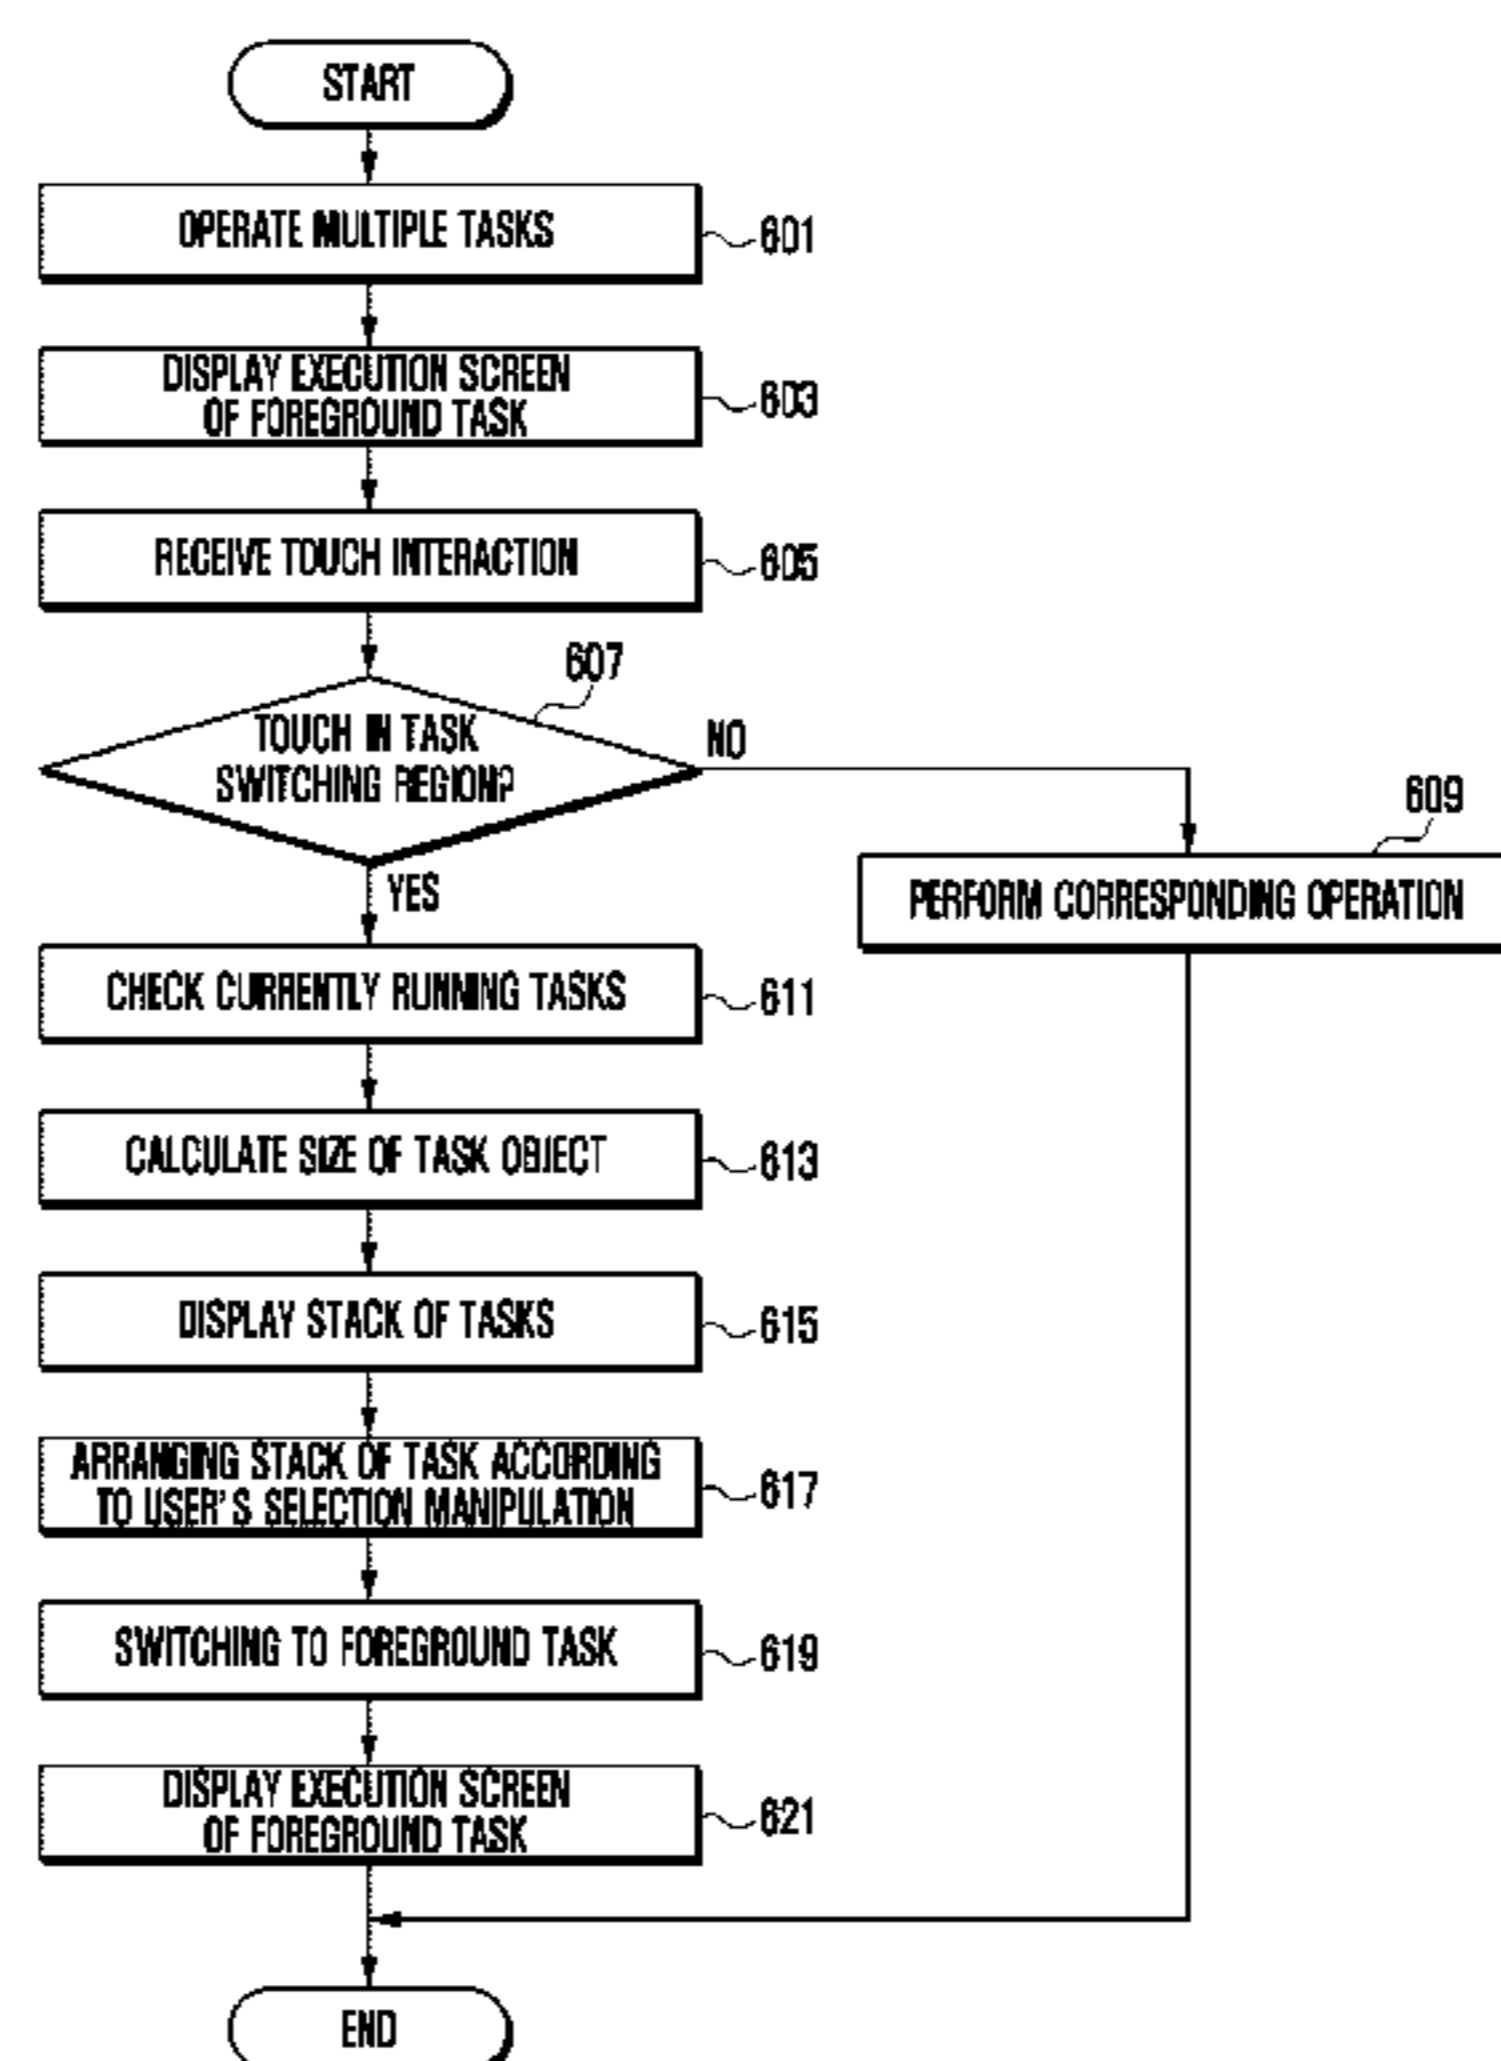 START
OPERATE MULTIPLE TASKS
601
DISPLAY EXECUTION SCREEN
OF FOREGROUND TASK
603
RECEIVE TOUCH INTERACTION
605
607
TOUCH IN TASK
SWITCHING REGION?
NO
YES
609
PERFORM CORRESPONDING OPERATION
CHECK CURRENTLY RUNNING TASKS
611
CALCULATE SIZE OF TASK OBJECT
613
DISPLAY STACK OF TASKS
615
ARRANGING STACK OF TASK ACCORDING
TO USER'S SELECTION MANIPULATION
617
SWITCHING TO FOREGROUND TASK
619
DISPLAY EXECUTION SCREEN
OF FOREGROUND TASK
621
END